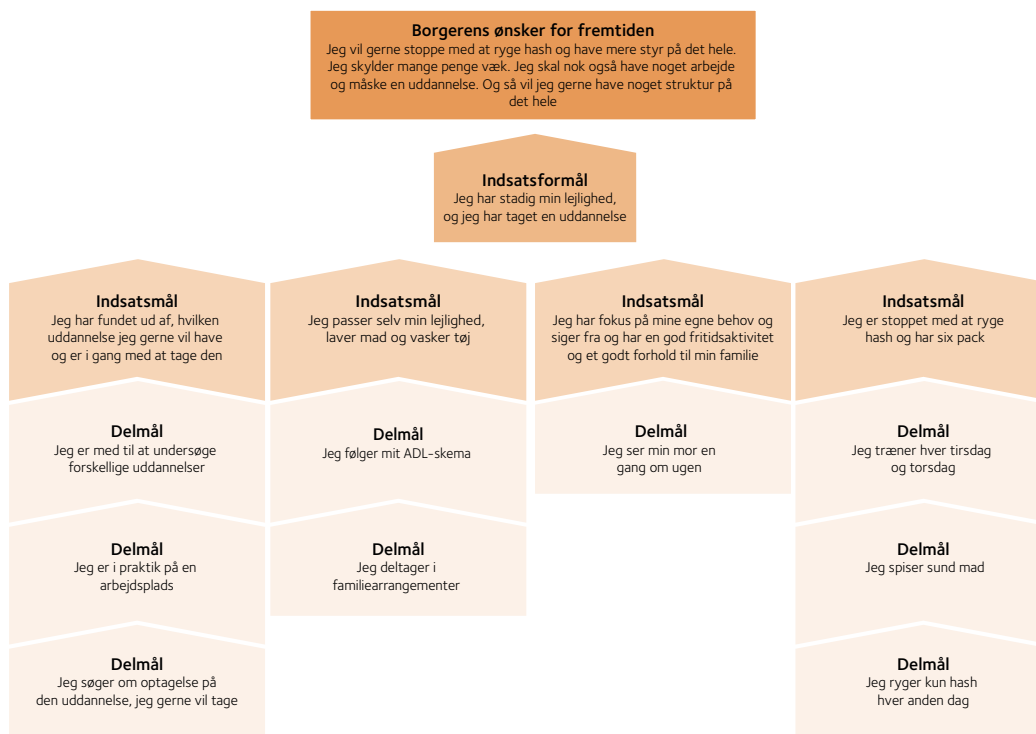 Borgerens ønsker for fremtiden
Jeg vil gerne stoppe med at ryge hash og have mere styr på det hele.
Jeg skylder mange penge væk. Jeg skal nok også have noget arbejde
og måske en uddannelse. Og så vil jeg gerne have noget struktur på
det hele
Indsatsformål
Jeg har stadig min lejlighed,
og jeg har taget en uddannelse
Indsatsmål
Jeg har fundet ud af, hvilken
uddannelse jeg gerne vil have
og er i gang med at tage den
Delmål
Jeg er med til at undersøge
forskellige uddannelser
Delmål
Jeg er i praktik på en
arbejdsplads
Delmål
Jeg søger om optagelse på
den uddannelse, jeg gerne vil tage
Indsatsmål
Jeg passer selv min lejlighed,
laver mad og vasker tøj
Delmål
Jeg følger mit ADL-skema
Delmål
Jeg deltager i
familiearrangementer
Indsatsmål
Jeg har fokus på mine egne behov og
siger fra og har en god fritidsaktivitet
og et godt forhold til min familie
Delmål
Jeg ser min mor en
gang om ugen
Indsatsmål
Jeg er stoppet med at ryge
hash og har six pack
Delmål
Jeg træner hver tirsdag
og torsdag
Delmål
Jeg spiser sund mad
Delmål
Jeg ryger kun hash
hver anden dag